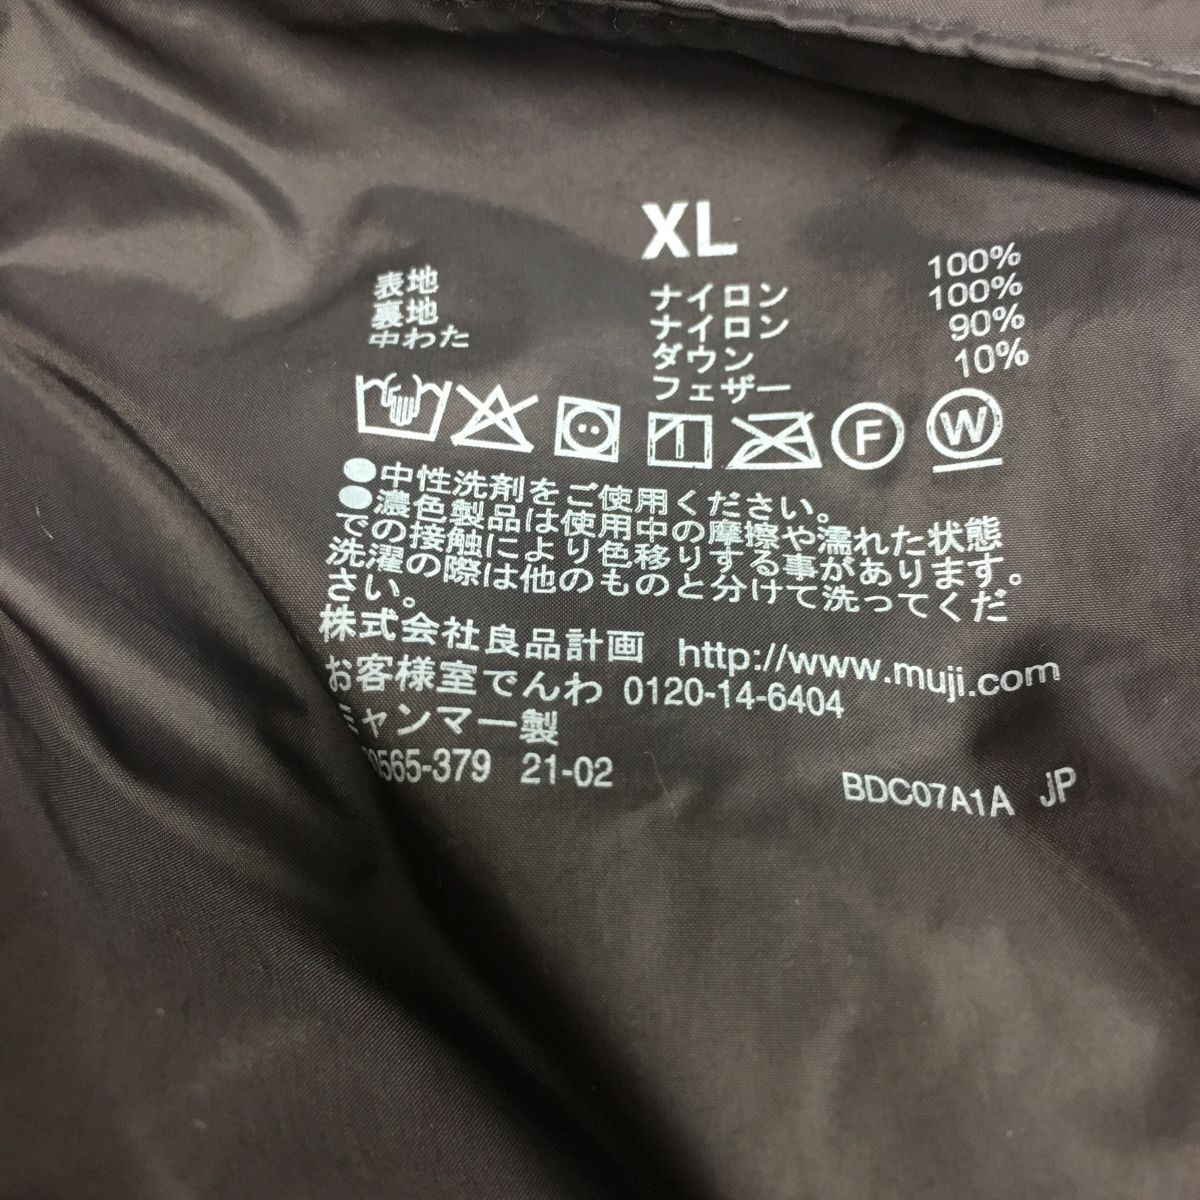 XL
表地 ナイロン 100%
裏地 ナイロン 100%
中わた ダウン 90%
フェザー 10%
F W
●中性洗剤をご使用ください。
●濃色製品は使用中の摩擦や濡れた状態
での接触により色移りする事があります。
洗濯の際は他のものと分けて洗ってくだ
さい。
株式会社良品計画 http://www.muji.com
お客様室でんわ 0120-14-6404
ミャンマー製
0565-379 21-02 BDC07A1A JP